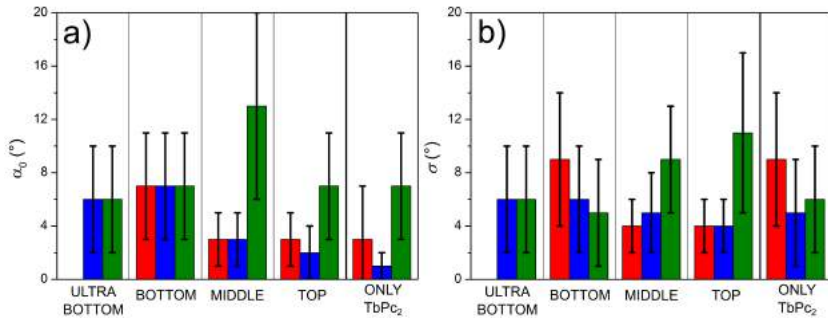 a)
20
16
12
8
4
0
α₀ (°)
ULTRA
BOTTOM
BOTTOM
MIDDLE
TOP
ONLY
TbPc₂
b)
20
16
12
8
4
0
σ (°)
ULTRA
BOTTOM
BOTTOM
MIDDLE
TOP
ONLY
TbPc₂